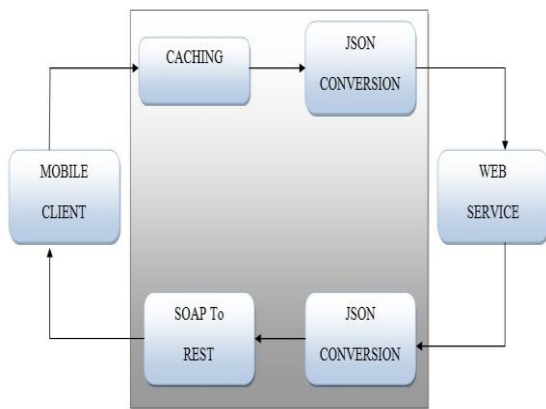 CACHING
JSON
CONVERSION
MOBILE
CLIENT
WEB
SERVICE
SOAP To
REST
JSON
CONVERSION